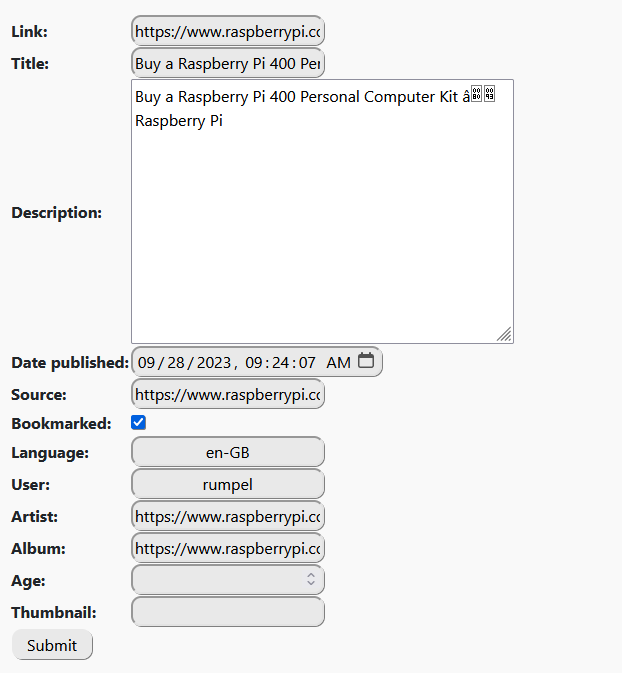 Link: https://www.raspberrypi.co
Title: Buy a Raspberry Pi 400 Per
Buy a Raspberry Pi 400 Personal Computer Kit â
Raspberry Pi
Description:
Date published: 09/28/2023, 09:24:07 AM
Source: https://www.raspberrypi.co
Bookmarked:
Language: en-GB
User: rumpel
Artist: https://www.raspberrypi.co
Album: https://www.raspberrypi.co
Age:
Thumbnail:
Submit